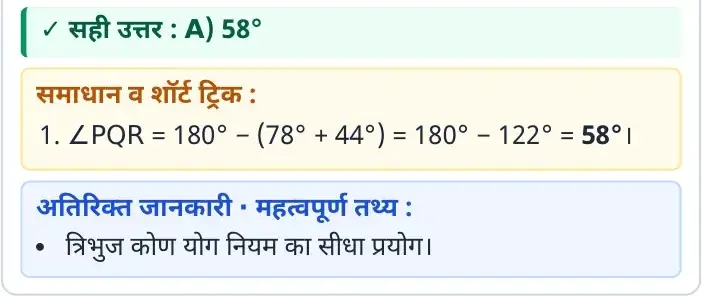 ✓ सही उत्तर : A) 58°
समाधान व शॉर्ट ट्रिक :
1. ∠PQR = 180° − (78° + 44°) = 180° − 122° = 58°।
अतिरिक्त जानकारी · महत्वपूर्ण तथ्य :
• त्रिभुज कोण योग नियम का सीधा प्रयोग।